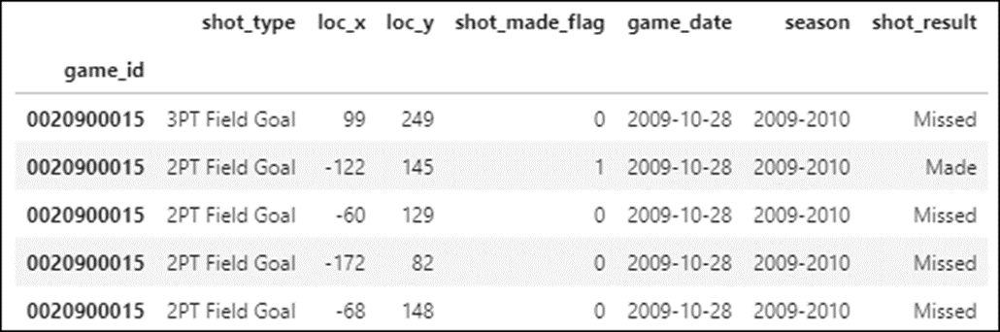 shot_type loc_x loc_y shot_made_flag game_date season shot_result
game_id
0020900015 3PT Field Goal 99 249 0 2009-10-28 2009-2010 Missed
0020900015 2PT Field Goal -122 145 1 2009-10-28 2009-2010 Made
0020900015 2PT Field Goal -60 129 0 2009-10-28 2009-2010 Missed
0020900015 2PT Field Goal -172 82 0 2009-10-28 2009-2010 Missed
0020900015 2PT Field Goal -68 148 0 2009-10-28 2009-2010 Missed